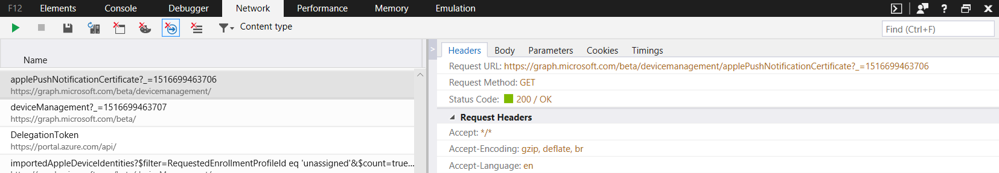 F12 Elements Console Debugger Network Performance Memory Emulation ?
Content type
Find (Ctrl+F)
Name
applePushNotificationCertificate?_=1516699463706
https://graph.microsoft.com/beta/devicemanagement/
deviceManagement?_=1516699463707
https://graph.microsoft.com/beta/
DelegationToken
https://portal.azure.com/api/
importedAppleDeviceIdentities?$filter=RequestedEnrollmentProfileId eq 'unassigned'&$count=true...
> Headers Body Parameters Cookies Timings
Request URL: https://graph.microsoft.com/beta/devicemanagement/applePushNotificationCertificate?_=1516699463706
Request Method: GET
Status Code: 200 / OK
Request Headers
Accept: */*
Accept-Encoding: gzip, deflate, br
Accept-Language: en